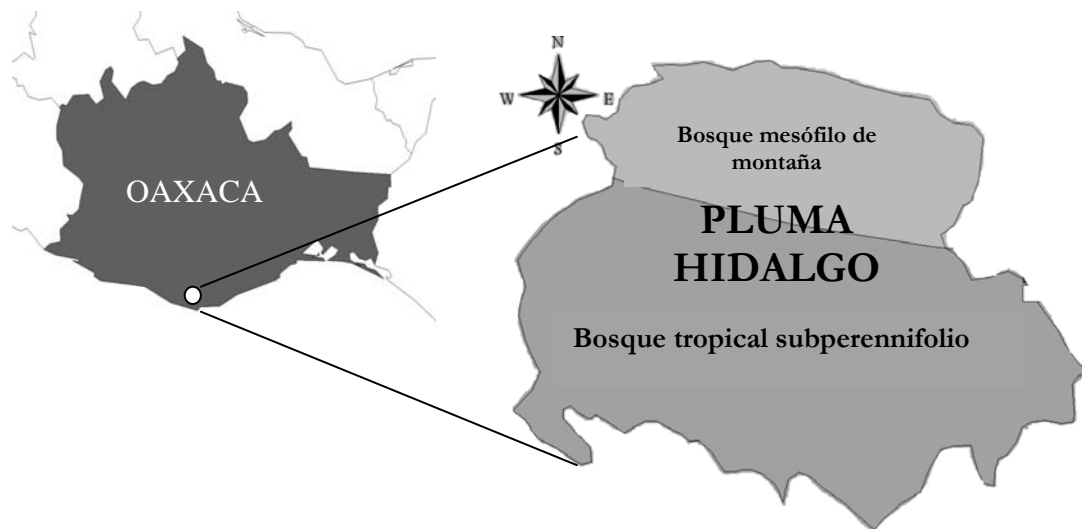 OAXACA
N
W
E
S
Bosque mesófilo de
montaña
PLUMA
HIDALGO
Bosque tropical subperennifolio